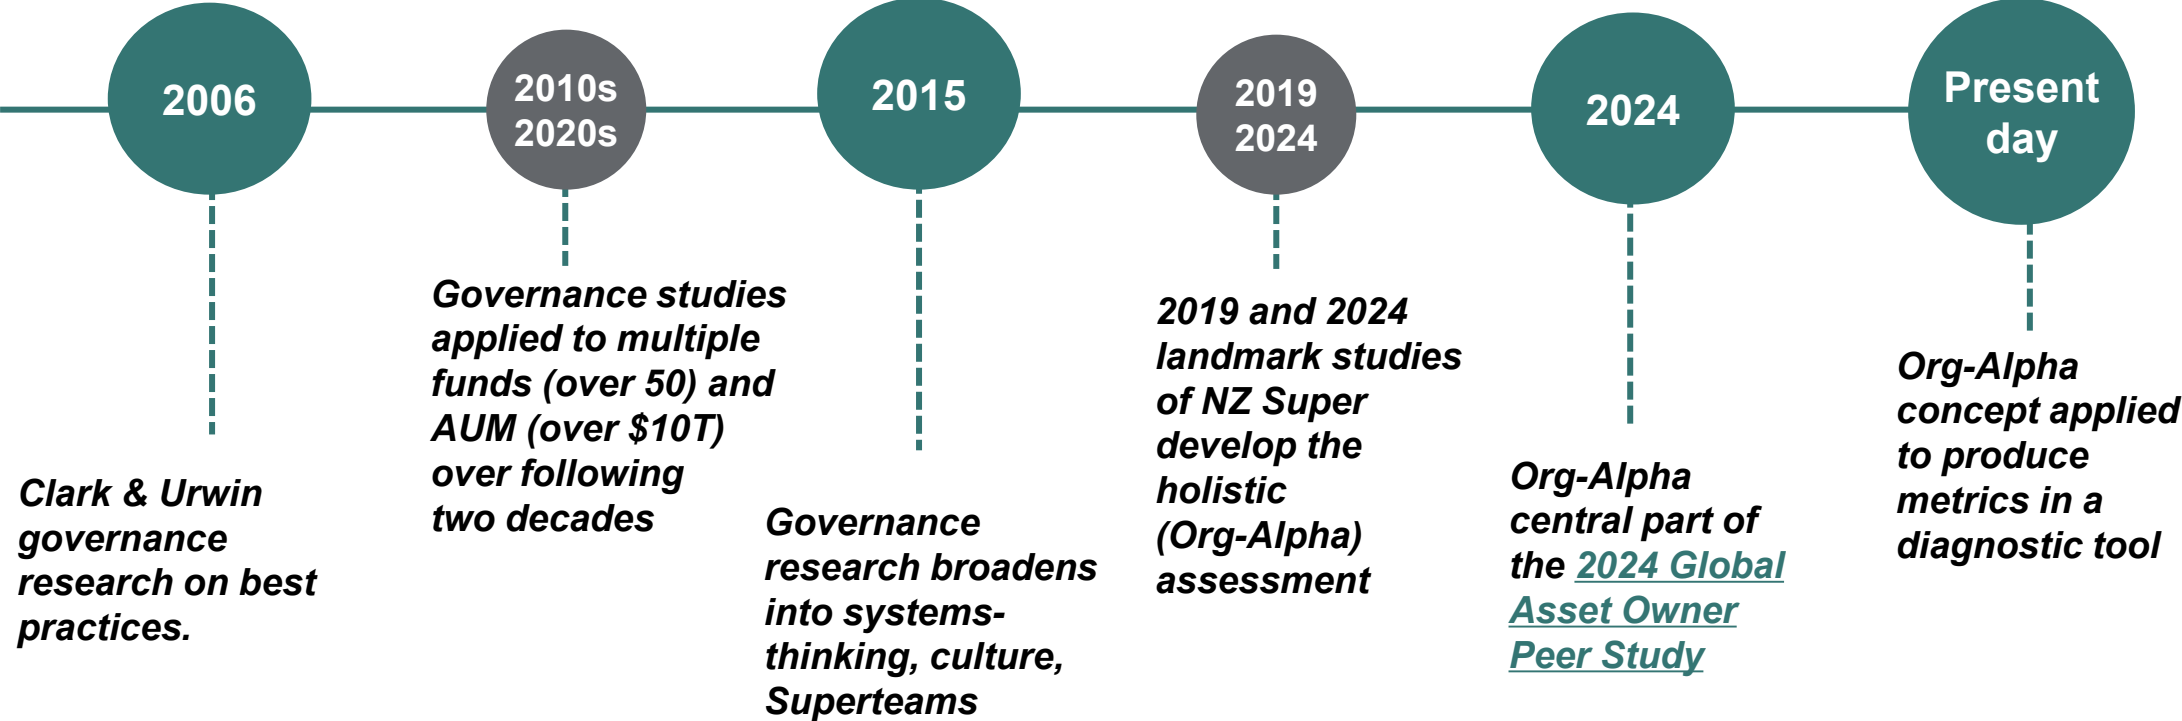 2006
Clark & Urwin
governance
research on best
practices.
2010s
2020s
Governance studies
applied to multiple
funds (over 50) and
AUM (over $10T)
over following
two decades
2015
Governance
research broadens
into systems-
thinking, culture,
Superteams
2019
2024
2019 and 2024
landmark studies
of NZ Super
develop the
holistic
(Org-Alpha)
assessment
2024
Org-Alpha
central part of
the 2024 Global
Asset Owner
Peer Study
Present
day
Org-Alpha
concept applied
to produce
metrics in a
diagnostic tool